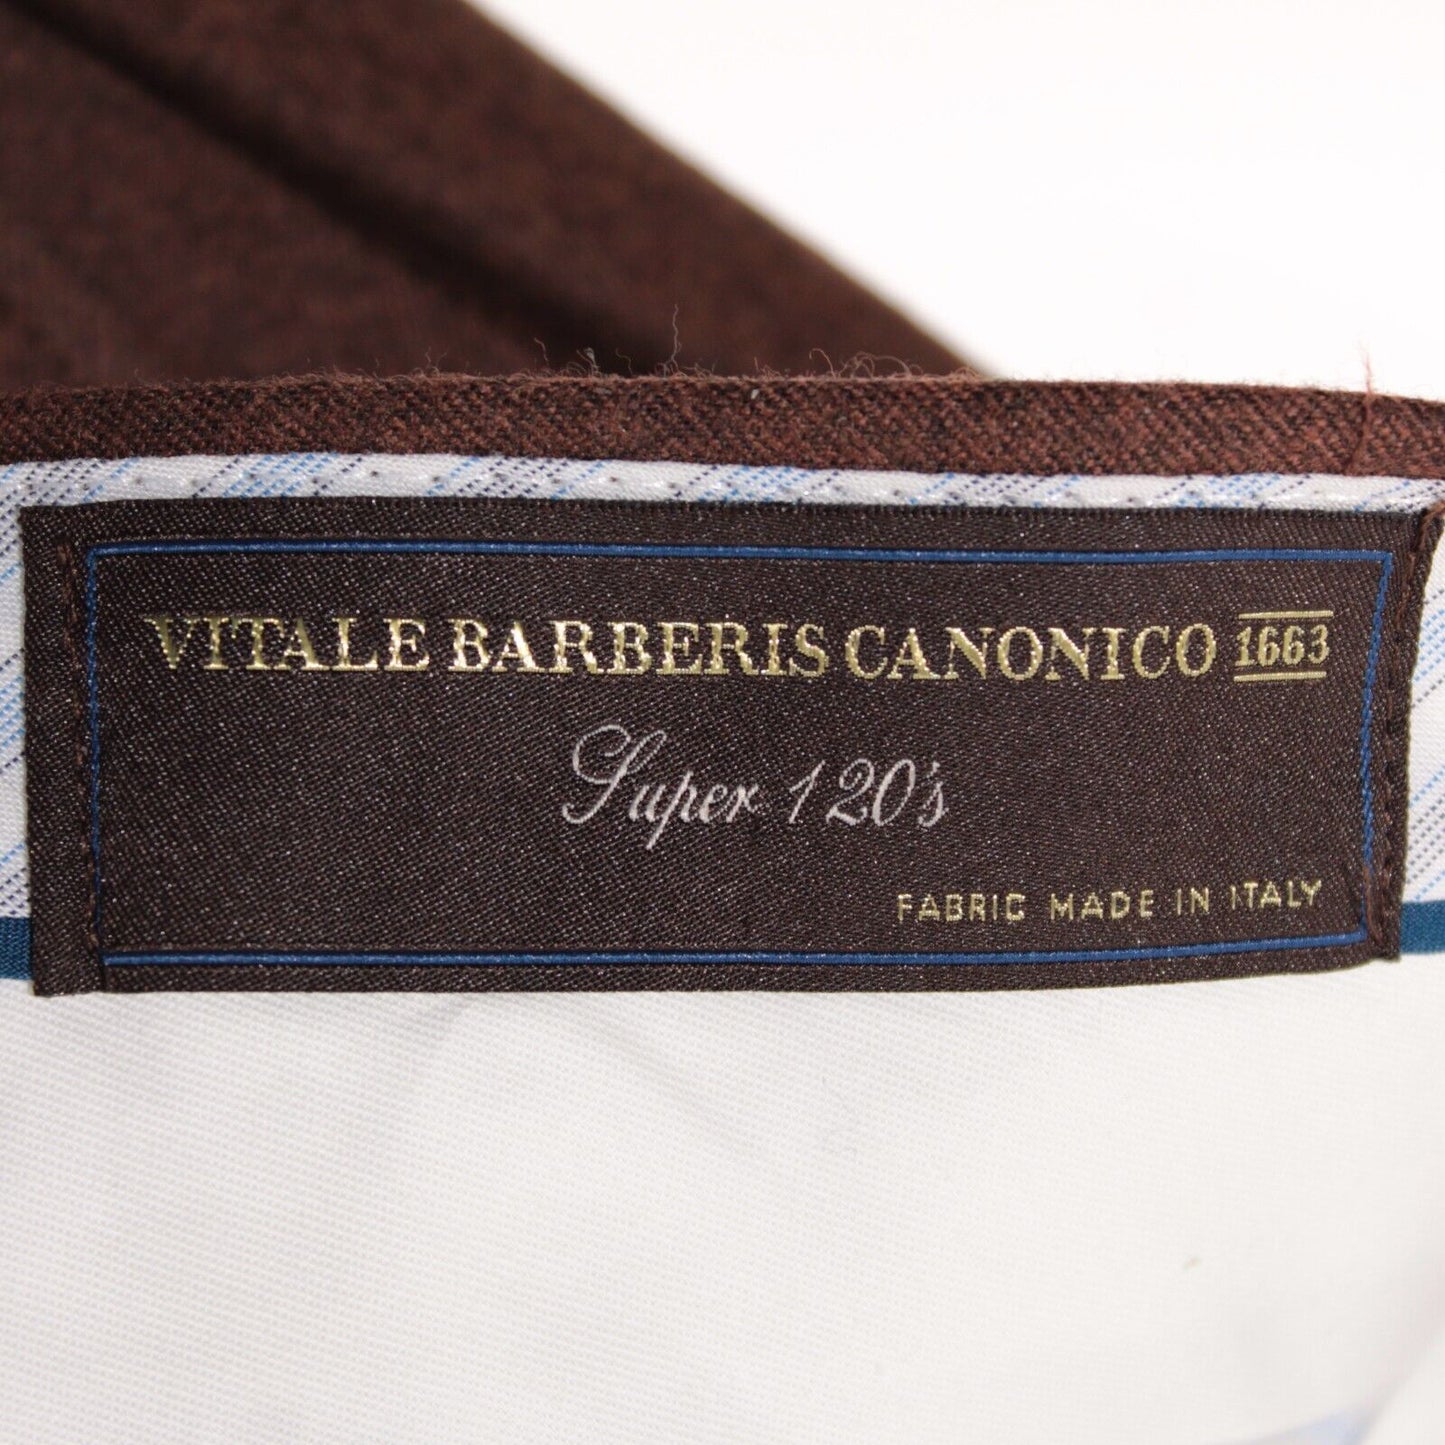 VITALE BARBERIS CANONICO 1663
Super 120's
FABRIC MADE IN ITALY